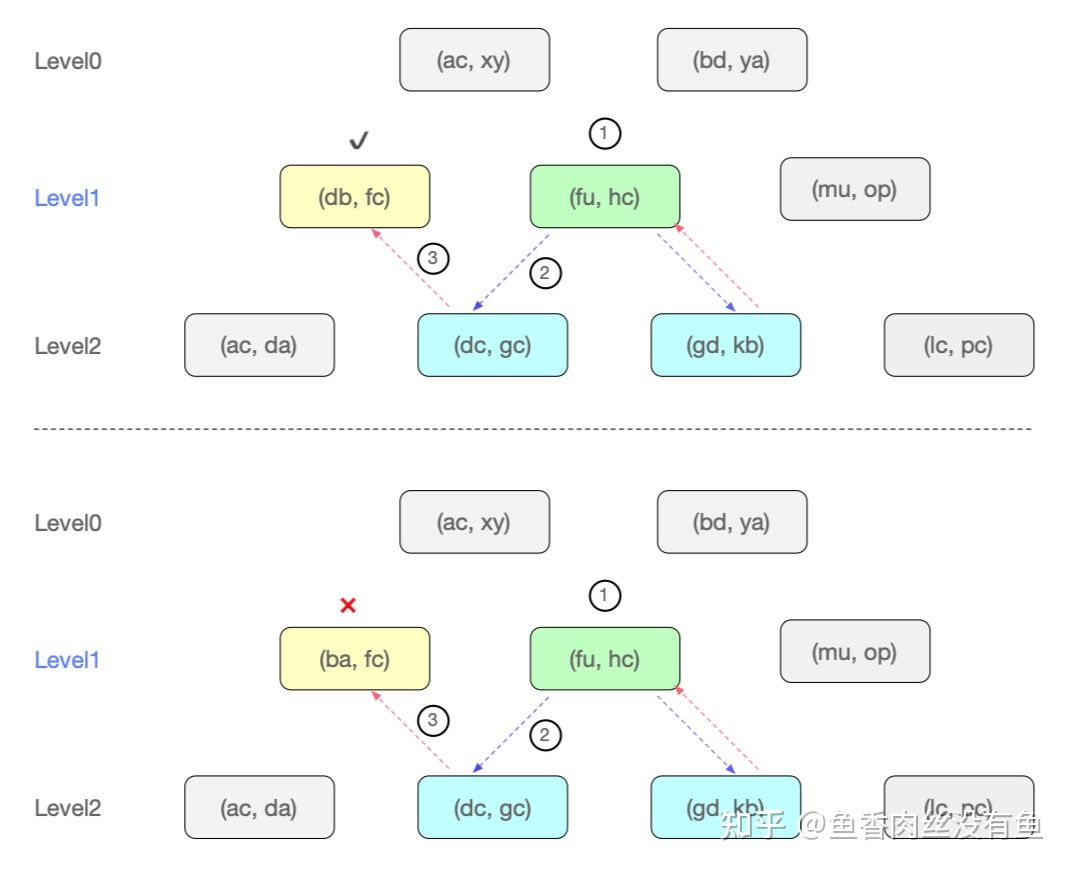 Level0 (ac, xy) (bd, ya)
1
Level1 (db, fc) (fu, hc) (mu, op)
3 2
Level2 (ac, da) (dc, gc) (gd, kb) (lc, pc)
Level0 (ac, xy) (bd, ya)
1
Level1 (ba, fc) (fu, hc) (mu, op)
3 2
Level2 (ac, da) (dc, gc) (gd, kb) (lc, pc)
知乎 @鱼香肉丝没有鱼